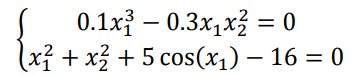 0.1x₁³ − 0.3x₁x₂² = 0
x₁² + x₂² + 5 cos(x₁) − 16 = 0